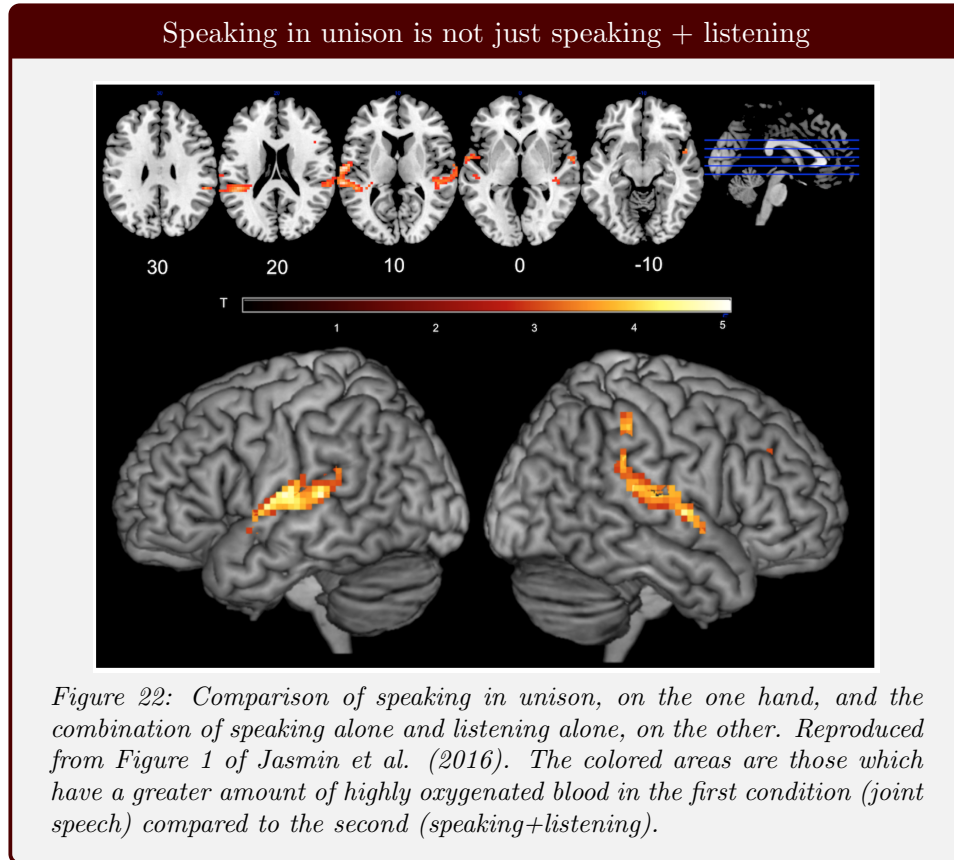 Speaking in unison is not just speaking + listening
30 20 10 0 -10
T
1 2 3 4 5
Figure 22: Comparison of speaking in unison, on the one hand, and the
combination of speaking alone and listening alone, on the other. Reproduced
from Figure 1 of Jasmin et al. (2016). The colored areas are those which
have a greater amount of highly oxygenated blood in the first condition (joint
speech) compared to the second (speaking+listening).